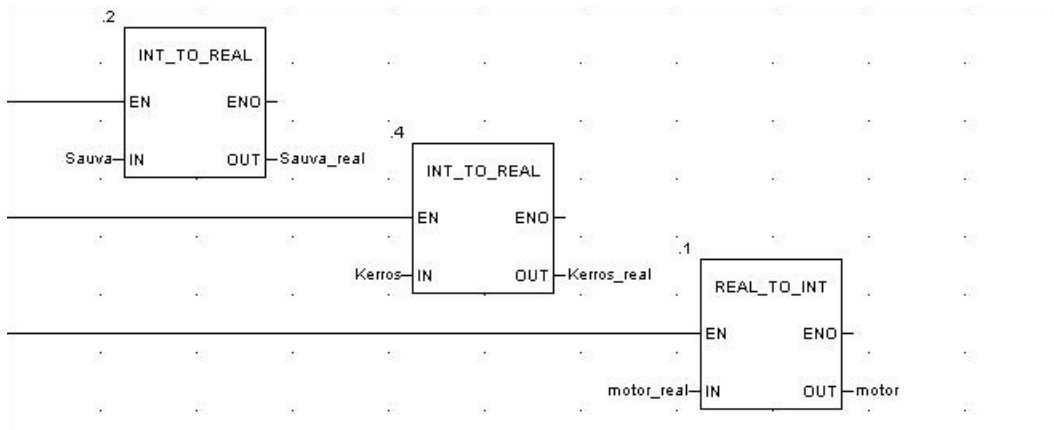 .2
INT_TO_REAL
EN ENO
Sauva IN OUT Sauva_real
.4
INT_TO_REAL
EN ENO
Kerros IN OUT Kerros_real
.1
REAL_TO_INT
EN ENO
motor_real IN OUT motor